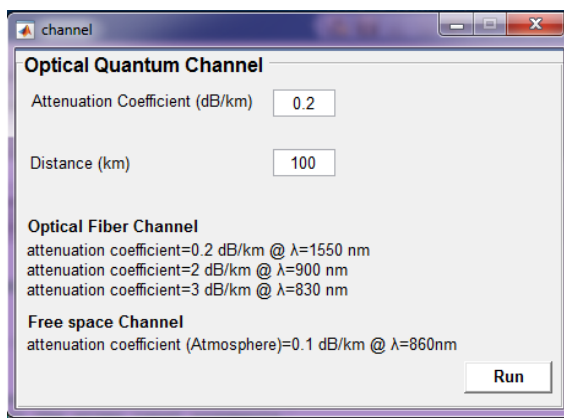 channel
Optical Quantum Channel
Attenuation Coefficient (dB/km) 0.2
Distance (km) 100
Optical Fiber Channel
attenuation coefficient=0.2 dB/km @ λ=1550 nm
attenuation coefficient=2 dB/km @ λ=900 nm
attenuation coefficient=3 dB/km @ λ=830 nm
Free space Channel
attenuation coefficient (Atmosphere)=0.1 dB/km @ λ=860nm
Run